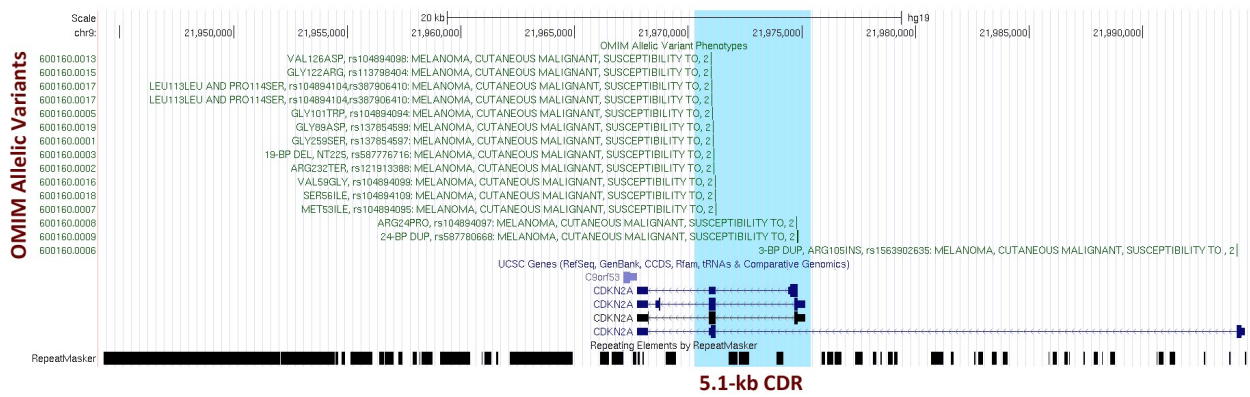 Scale 20 kb hg19
chr9: 21,950,000 21,955,000 21,960,000 21,965,000 21,970,000 21,975,000 21,980,000 21,985,000 21,990,000
OMIM Allelic Variants
OMIM Allelic Variant Phenotypes
600160.0013 VAL126ASP, rs104894098: MELANOMA, CUTANEOUS MALIGNANT, SUSCEPTIBILITY TO, 2
600160.0015 GLY122ARG, rs113798404: MELANOMA, CUTANEOUS MALIGNANT, SUSCEPTIBILITY TO, 2
600160.0017 LEU113LEU AND PRO114SER, rs104894104,rs387906410: MELANOMA, CUTANEOUS MALIGNANT, SUSCEPTIBILITY TO, 2
600160.0017 LEU113LEU AND PRO114SER, rs104894104,rs387906410: MELANOMA, CUTANEOUS MALIGNANT, SUSCEPTIBILITY TO, 2
600160.0005 GLY101TRP, rs104894094: MELANOMA, CUTANEOUS MALIGNANT, SUSCEPTIBILITY TO, 2
600160.0019 GLY89ASP, rs137854599: MELANOMA, CUTANEOUS MALIGNANT, SUSCEPTIBILITY TO, 2
600160.0001 GLY259SER, rs137854597: MELANOMA, CUTANEOUS MALIGNANT, SUSCEPTIBILITY TO, 2
600160.0003 19-BP DEL, NT225, rs587776716: MELANOMA, CUTANEOUS MALIGNANT, SUSCEPTIBILITY TO, 2
600160.0002 ARG232TER, rs121913388: MELANOMA, CUTANEOUS MALIGNANT, SUSCEPTIBILITY TO, 2
600160.0016 VAL59GLY, rs104894099: MELANOMA, CUTANEOUS MALIGNANT, SUSCEPTIBILITY TO, 2
600160.0018 SER56ILE, rs104894109: MELANOMA, CUTANEOUS MALIGNANT, SUSCEPTIBILITY TO, 2
600160.0007 MET53ILE, rs104894095: MELANOMA, CUTANEOUS MALIGNANT, SUSCEPTIBILITY TO, 2
600160.0008 ARG24PRO, rs104894097: MELANOMA, CUTANEOUS MALIGNANT, SUSCEPTIBILITY TO, 2
600160.0009 24-BP DUP, rs587780668: MELANOMA, CUTANEOUS MALIGNANT, SUSCEPTIBILITY TO, 2
600160.0006 3-BP DUP, ARG105INS, rs1563902635: MELANOMA, CUTANEOUS MALIGNANT, SUSCEPTIBILITY TO , 2
UCSC Genes (RefSeq, GenBank, CCDS, Rfam, tRNAs & Comparative Genomics)
C9orf53
CDKN2A
CDKN2A
CDKN2A
CDKN2A
Repeating Elements by RepeatMasker
RepeatMasker
5.1-kb CDR